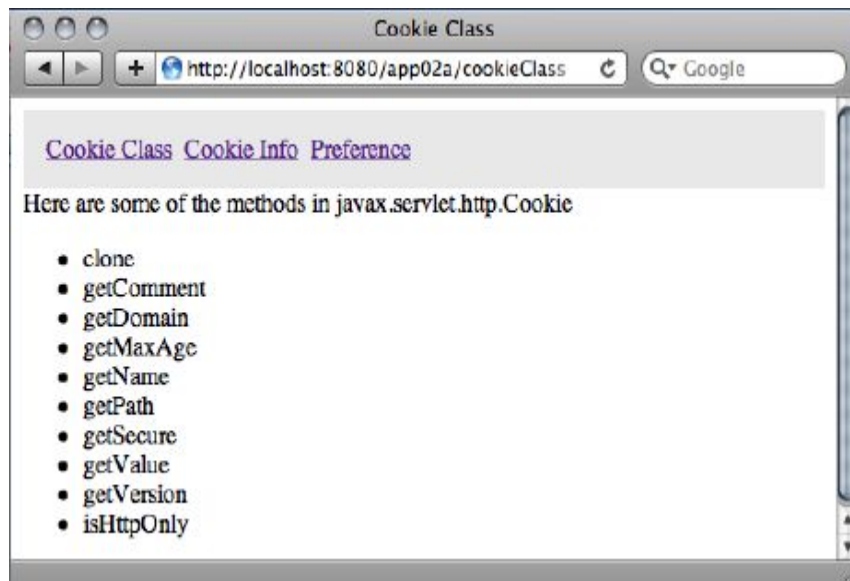 Cookie Class
http://localhost:8080/app02a/cookieClass
Google
Cookie Class Cookie Info Preference
Here are some of the methods in javax.servlet.http.Cookie
• clone
• getComment
• getDomain
• getMaxAge
• getName
• getPath
• getSecure
• getValue
• getVersion
• isHttpOnly